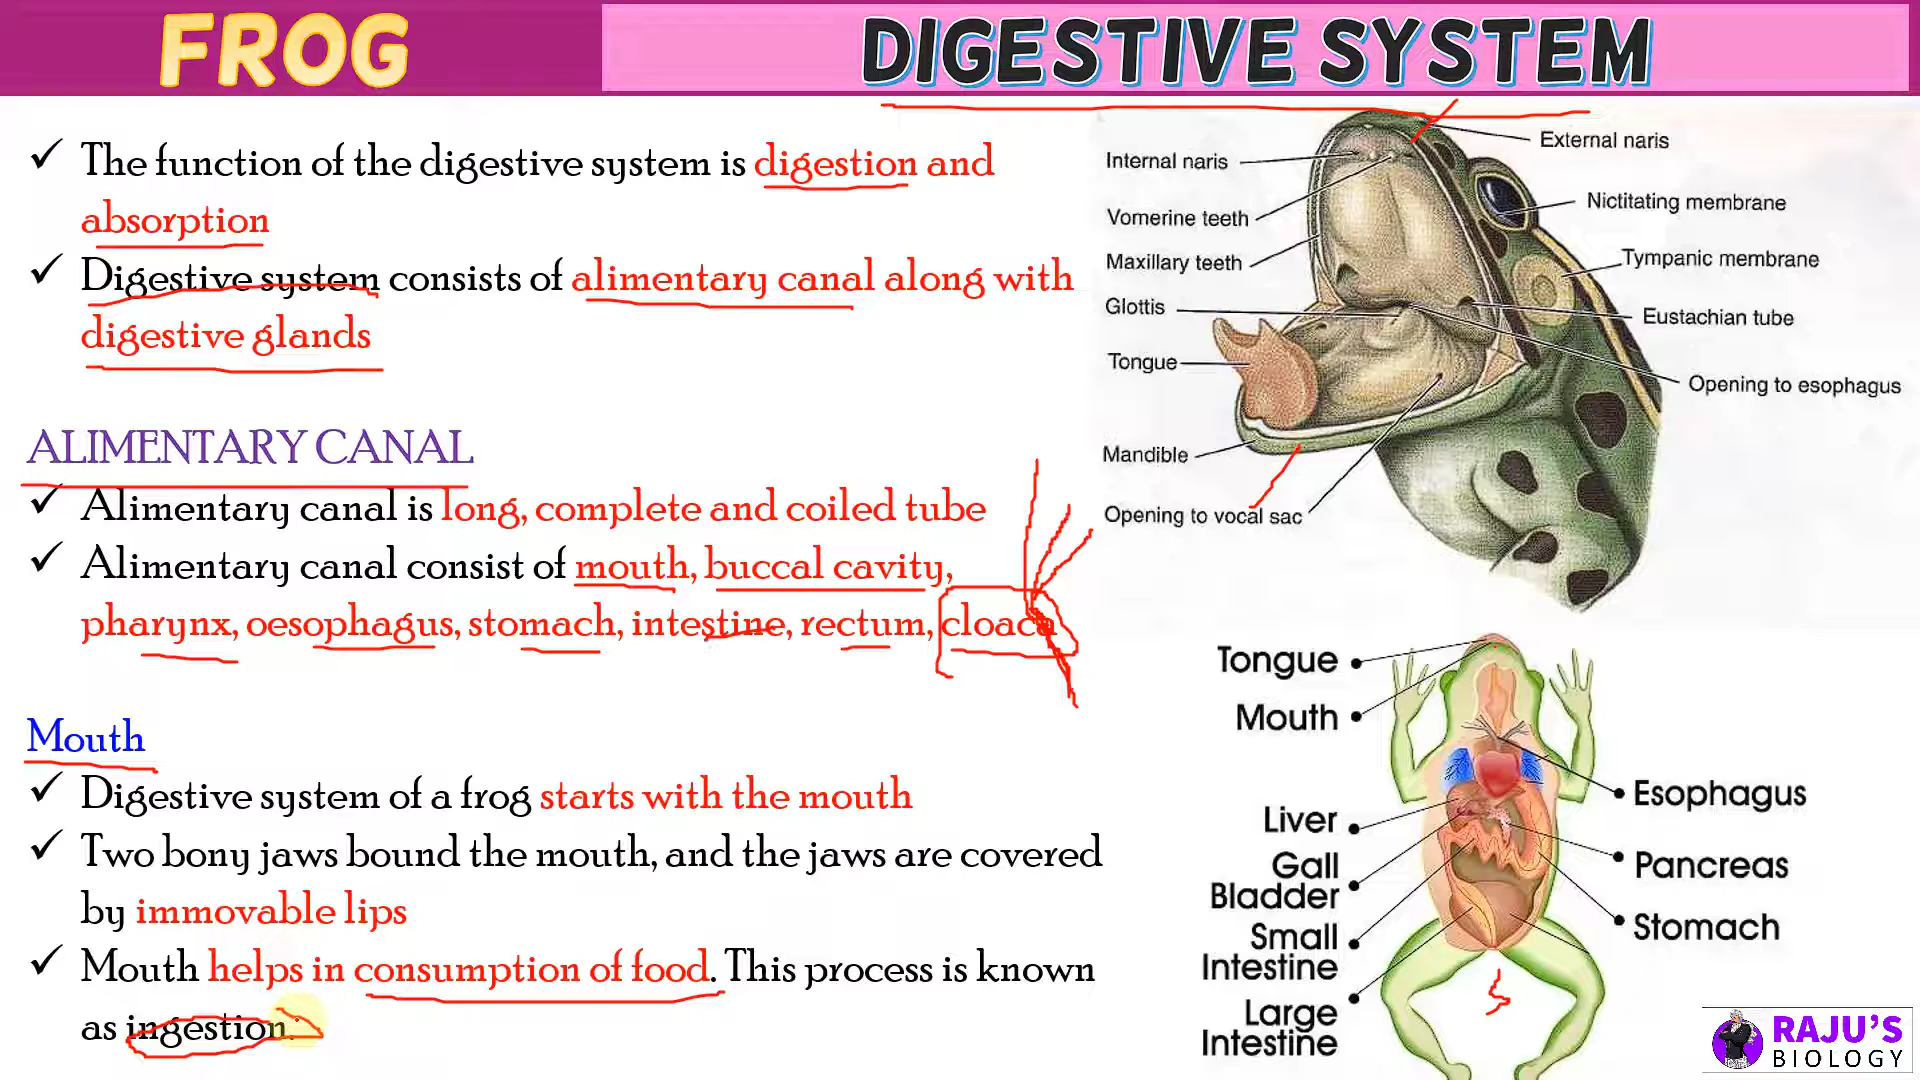 FROG
DIGESTIVE SYSTEM
✓ The function of the digestive system is digestion and
absorption
✓ Digestive system consists of alimentary canal along with
digestive glands
ALIMENTARY CANAL
✓ Alimentary canal is long, complete and coiled tube
✓ Alimentary canal consist of mouth, buccal cavity,
pharynx, oesophagus, stomach, intestine, rectum, cloaca
Mouth
✓ Digestive system of a frog starts with the mouth
✓ Two bony jaws bound the mouth, and the jaws are covered
by immovable lips
✓ Mouth helps in consumption of food. This process is known
as ingestion.
Internal naris
Vomerine teeth
Maxillary teeth
Glottis
Tongue
Mandible
Opening to vocal sac
External naris
Nictitating membrane
Tympanic membrane
Eustachian tube
Opening to esophagus
Tongue
Mouth
Liver
Gall
Bladder
Small
Intestine
Large
Intestine
Esophagus
Pancreas
Stomach
RAJU'S
BIOLOGY